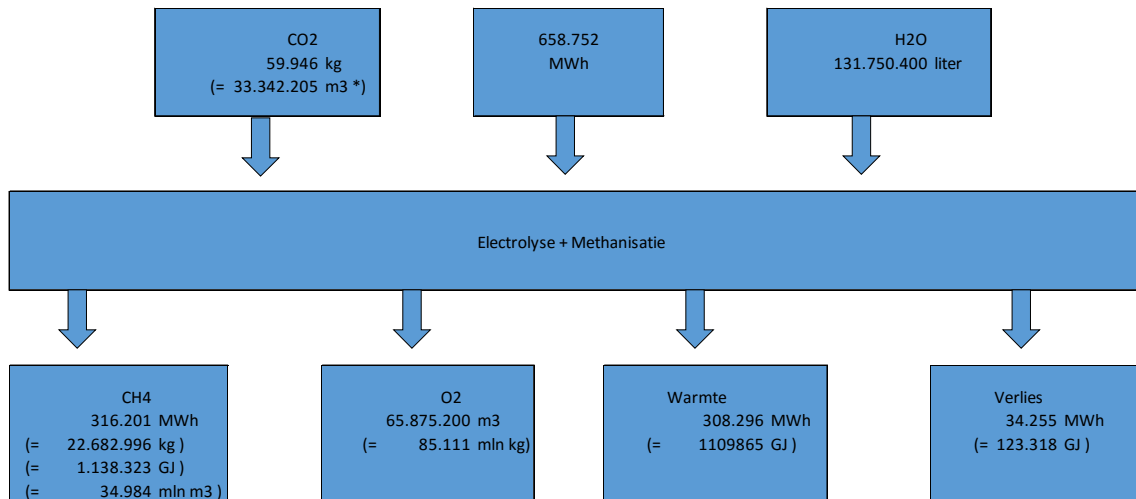 CO2
59.946 kg
(= 33.342.205 m3 *)
658.752
MWh
H2O
131.750.400 liter
Electrolyse + Methanisatie
CH4
316.201 MWh
(= 22.682.996 kg )
(= 1.138.323 GJ )
(= 34.984 mln m3 )
O2
65.875.200 m3
(= 85.111 mln kg)
Warmte
308.296 MWh
(= 1109865 GJ )
Verlies
34.255 MWh
(= 123.318 GJ )